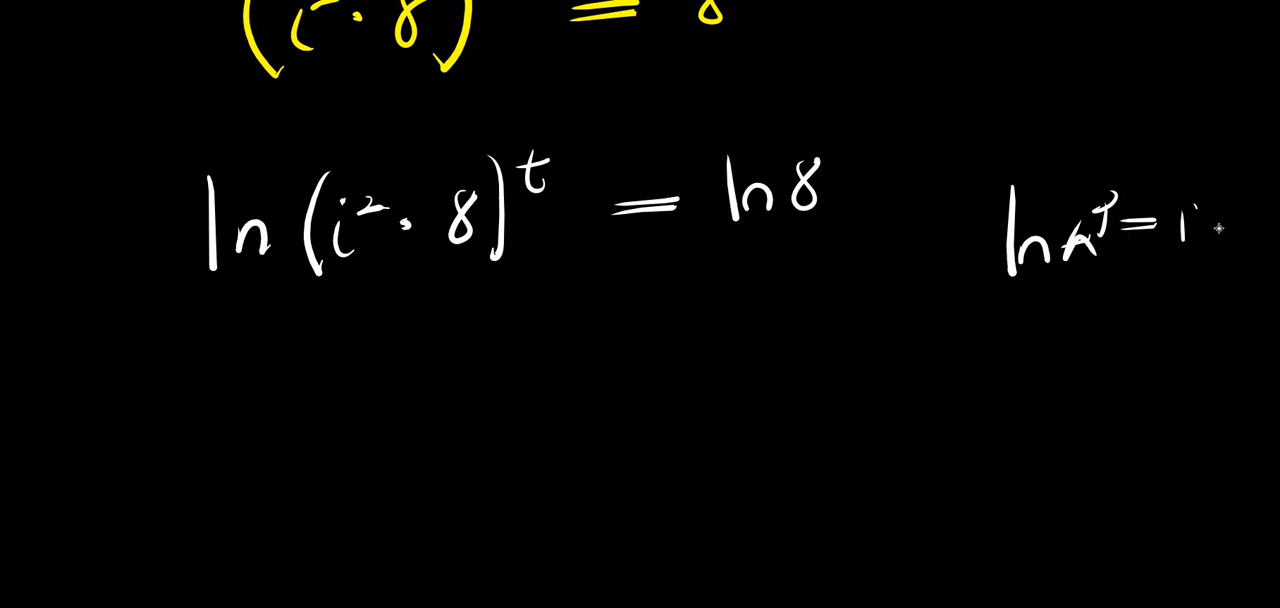 (i² · 8) = 8
ln (i² · 8)^t = ln 8
ln A^P =